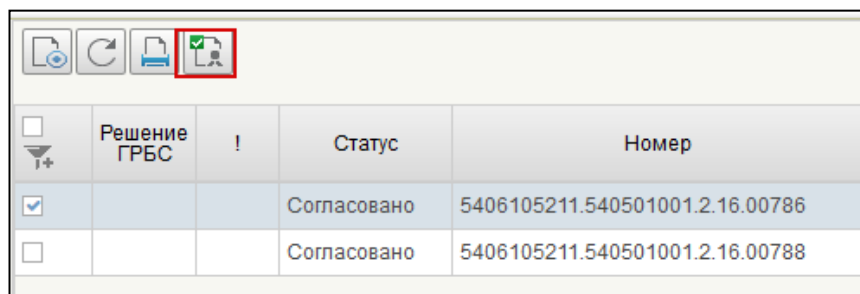 Решение
ГРБС
!
Статус
Номер
Согласовано 5406105211.540501001.2.16.00786
Согласовано 5406105211.540501001.2.16.00788